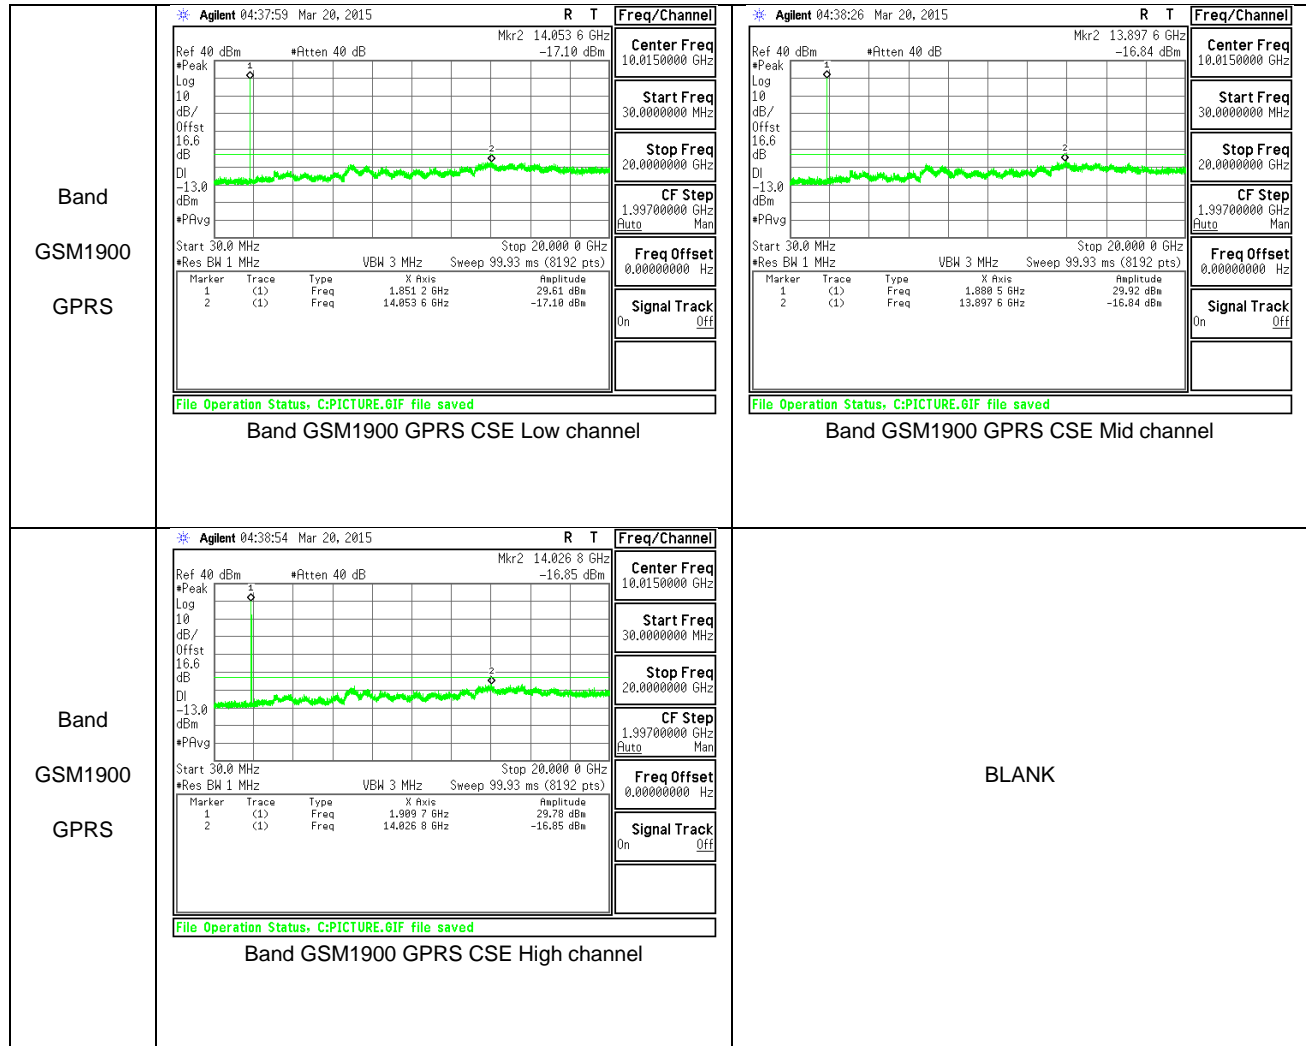 Band
GSM1900
GPRS
Agilent 04:37:59 Mar 20, 2015 R T
Freq/Channel
Mkr2 14.053 6 GHz
Ref 40 dBm #Atten 40 dB -17.10 dBm
#Peak
Log
10
dB/
Offst
16.6
dB
DI
-13.0
dBm
#PAvg
1
2
Start 30.0 MHz Stop 20.000 0 GHz
#Res BW 1 MHz VBW 3 MHz Sweep 99.93 ms (8192 pts)
Marker Trace Type X Axis Amplitude
1 (1) Freq 1.851 2 GHz 29.61 dBm
2 (1) Freq 14.053 6 GHz -17.10 dBm
Center Freq
10.0150000 GHz
Start Freq
30.0000000 MHz
Stop Freq
20.0000000 GHz
CF Step
1.99700000 GHz
Auto Man
Freq Offset
0.00000000 Hz
Signal Track
On Off
File Operation Status, C:PICTURE.GIF file saved
Band GSM1900 GPRS CSE Low channel
Agilent 04:38:26 Mar 20, 2015 R T
Freq/Channel
Mkr2 13.897 6 GHz
Ref 40 dBm #Atten 40 dB -16.84 dBm
#Peak
Log
10
dB/
Offst
16.6
dB
DI
-13.0
dBm
#PAvg
1
2
Start 30.0 MHz Stop 20.000 0 GHz
#Res BW 1 MHz VBW 3 MHz Sweep 99.93 ms (8192 pts)
Marker Trace Type X Axis Amplitude
1 (1) Freq 1.880 5 GHz 29.92 dBm
2 (1) Freq 13.897 6 GHz -16.84 dBm
Center Freq
10.0150000 GHz
Start Freq
30.0000000 MHz
Stop Freq
20.0000000 GHz
CF Step
1.99700000 GHz
Auto Man
Freq Offset
0.00000000 Hz
Signal Track
On Off
File Operation Status, C:PICTURE.GIF file saved
Band GSM1900 GPRS CSE Mid channel
Band
GSM1900
GPRS
Agilent 04:38:54 Mar 20, 2015 R T
Freq/Channel
Mkr2 14.026 8 GHz
Ref 40 dBm #Atten 40 dB -16.85 dBm
#Peak
Log
10
dB/
Offst
16.6
dB
DI
-13.0
dBm
#PAvg
1
2
Start 30.0 MHz Stop 20.000 0 GHz
#Res BW 1 MHz VBW 3 MHz Sweep 99.93 ms (8192 pts)
Marker Trace Type X Axis Amplitude
1 (1) Freq 1.909 7 GHz 29.78 dBm
2 (1) Freq 14.026 8 GHz -16.85 dBm
Center Freq
10.0150000 GHz
Start Freq
30.0000000 MHz
Stop Freq
20.0000000 GHz
CF Step
1.99700000 GHz
Auto Man
Freq Offset
0.00000000 Hz
Signal Track
On Off
File Operation Status, C:PICTURE.GIF file saved
Band GSM1900 GPRS CSE High channel
BLANK